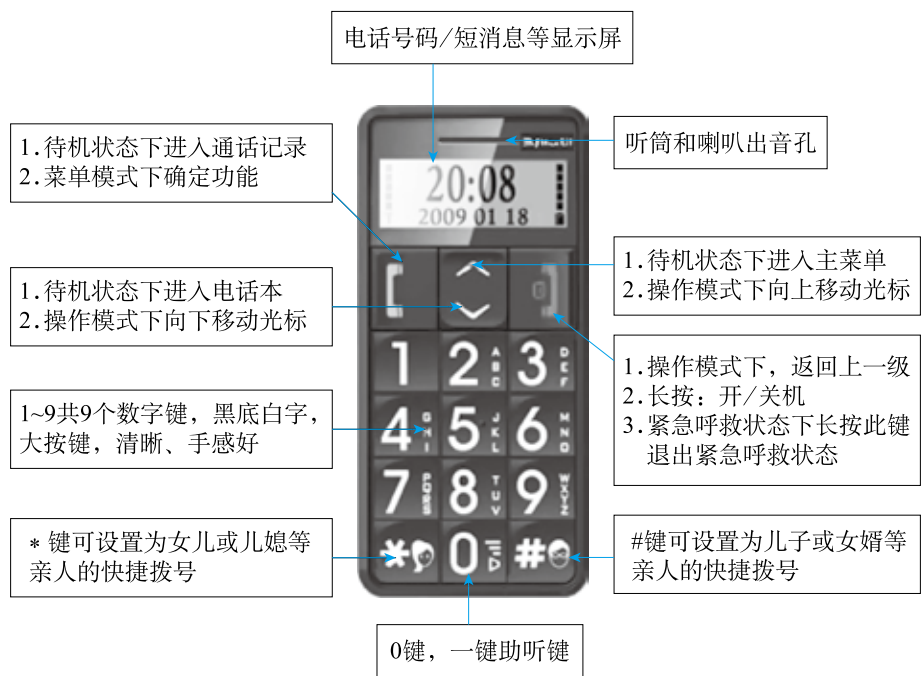 电话号码/短消息等显示屏
1.待机状态下进入通话记录
2.菜单模式下确定功能
听筒和喇叭出音孔
20:08
2009 01 18
1.待机状态下进入电话本
2.操作模式下向下移动光标
1.待机状态下进入主菜单
2.操作模式下向上移动光标
1.操作模式下，返回上一级
2.长按：开/关机
3.紧急呼救状态下长按此键
退出紧急呼救状态
1~9共9个数字键，黑底白字，
大按键，清晰、手感好
1 2 ABC 3 DEF
4 GHI 5 JKL 6 MNO
7 PQRS 8 TUV 9 WXYZ
* 0 #
*键可设置为女儿或儿媳等
亲人的快捷拨号
#键可设置为儿子或女婿等
亲人的快捷拨号
0键，一键助听键